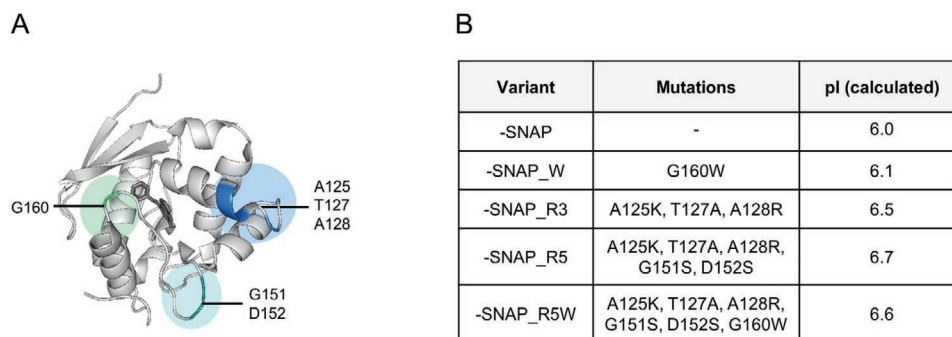 A
G160
A125
T127
A128
G151
D152
B
Variant Mutations pI (calculated)
-SNAP - 6.0
-SNAP_W G160W 6.1
-SNAP_R3 A125K, T127A, A128R 6.5
-SNAP_R5 A125K, T127A, A128R, 6.7
G151S, D152S
-SNAP_R5W A125K, T127A, A128R, 6.6
G151S, D152S, G160W